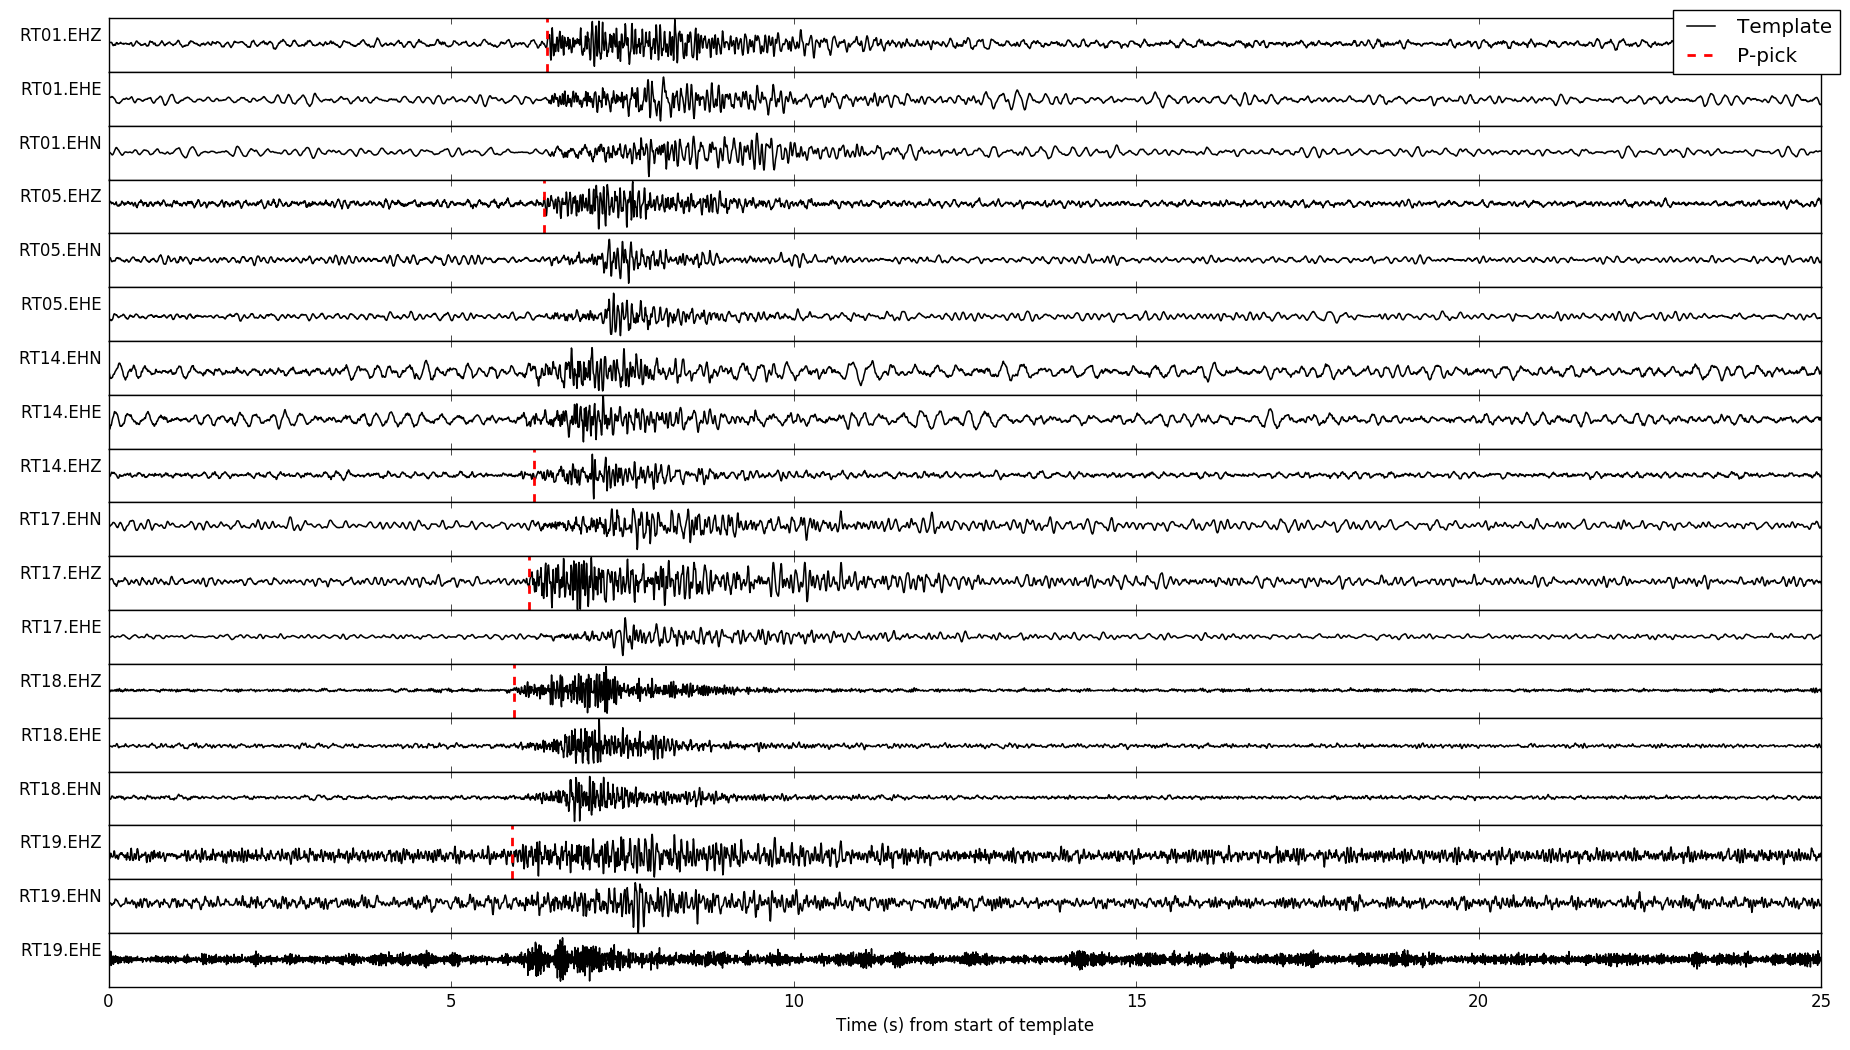 Template
P-pick
RT01.EHZ
RT01.EHE
RT01.EHN
RT05.EHZ
RT05.EHN
RT05.EHE
RT14.EHN
RT14.EHE
RT14.EHZ
RT17.EHN
RT17.EHZ
RT17.EHE
RT18.EHZ
RT18.EHE
RT18.EHN
RT19.EHZ
RT19.EHN
RT19.EHE
0 5 10 15 20 25
Time (s) from start of template